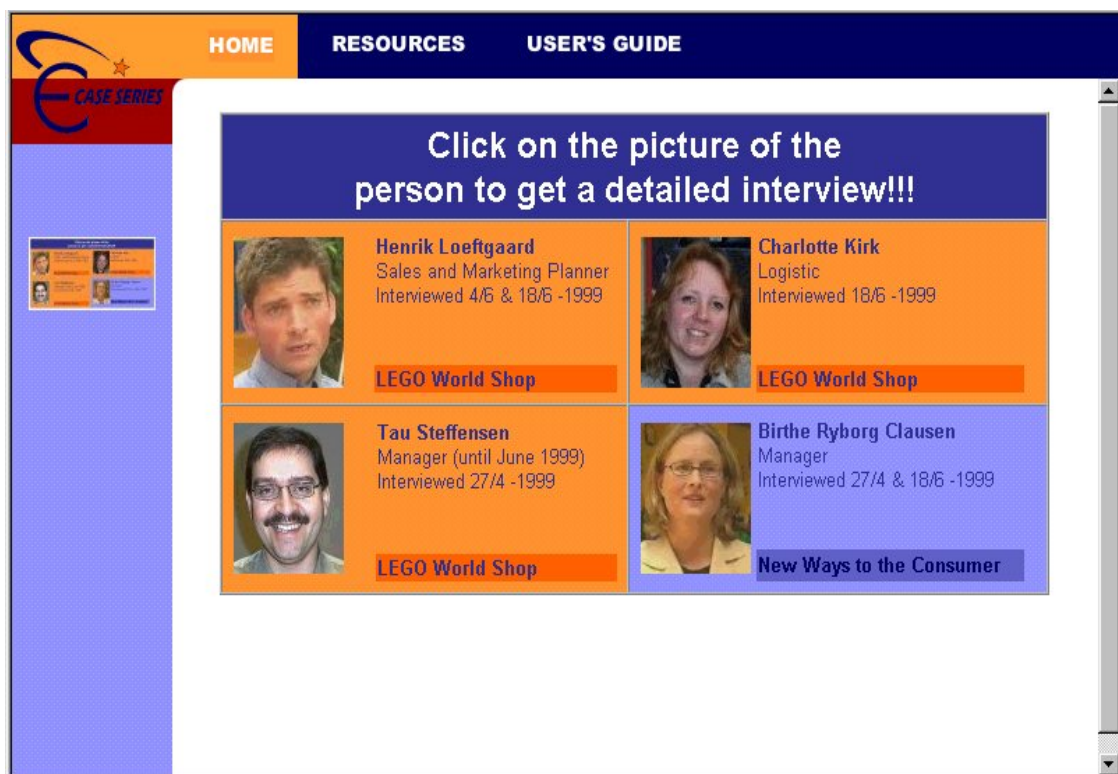 HOME
RESOURCES
USER'S GUIDE
CASE SERIES
Click on the picture of the
person to get a detailed interview!!!
Henrik Loeftgaard
Sales and Marketing Planner
Interviewed 4/6 & 18/6 -1999
LEGO World Shop
Charlotte Kirk
Logistic
Interviewed 18/6 -1999
LEGO World Shop
Tau Steffensen
Manager (until June 1999)
Interviewed 27/4 -1999
LEGO World Shop
Birthe Ryborg Clausen
Manager
Interviewed 27/4 & 18/6 -1999
New Ways to the Consumer